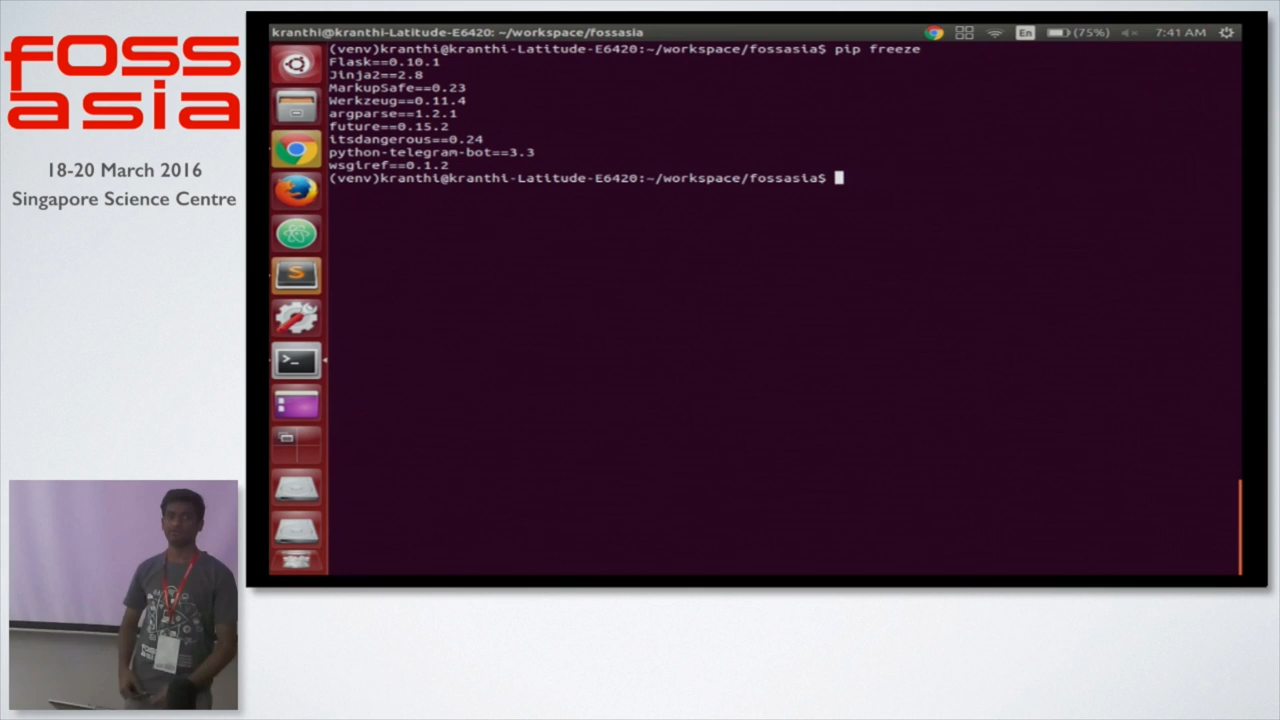 foss
asia
18-20 March 2016
Singapore Science Centre
kranthi@kranthi-Latitude-E6420: ~/workspace/fossasia
En
(75%)
7:41 AM
(venv)kranthi@kranthi-Latitude-E6420:~/workspace/fossasia$ pip freeze
Flask==0.10.1
Jinja2==2.8
MarkupSafe==0.23
Werkzeug==0.11.4
argparse==1.2.1
future==0.15.2
itsdangerous==0.24
python-telegram-bot==3.3
wsgiref==0.1.2
(venv)kranthi@kranthi-Latitude-E6420:~/workspace/fossasia$
S
>_